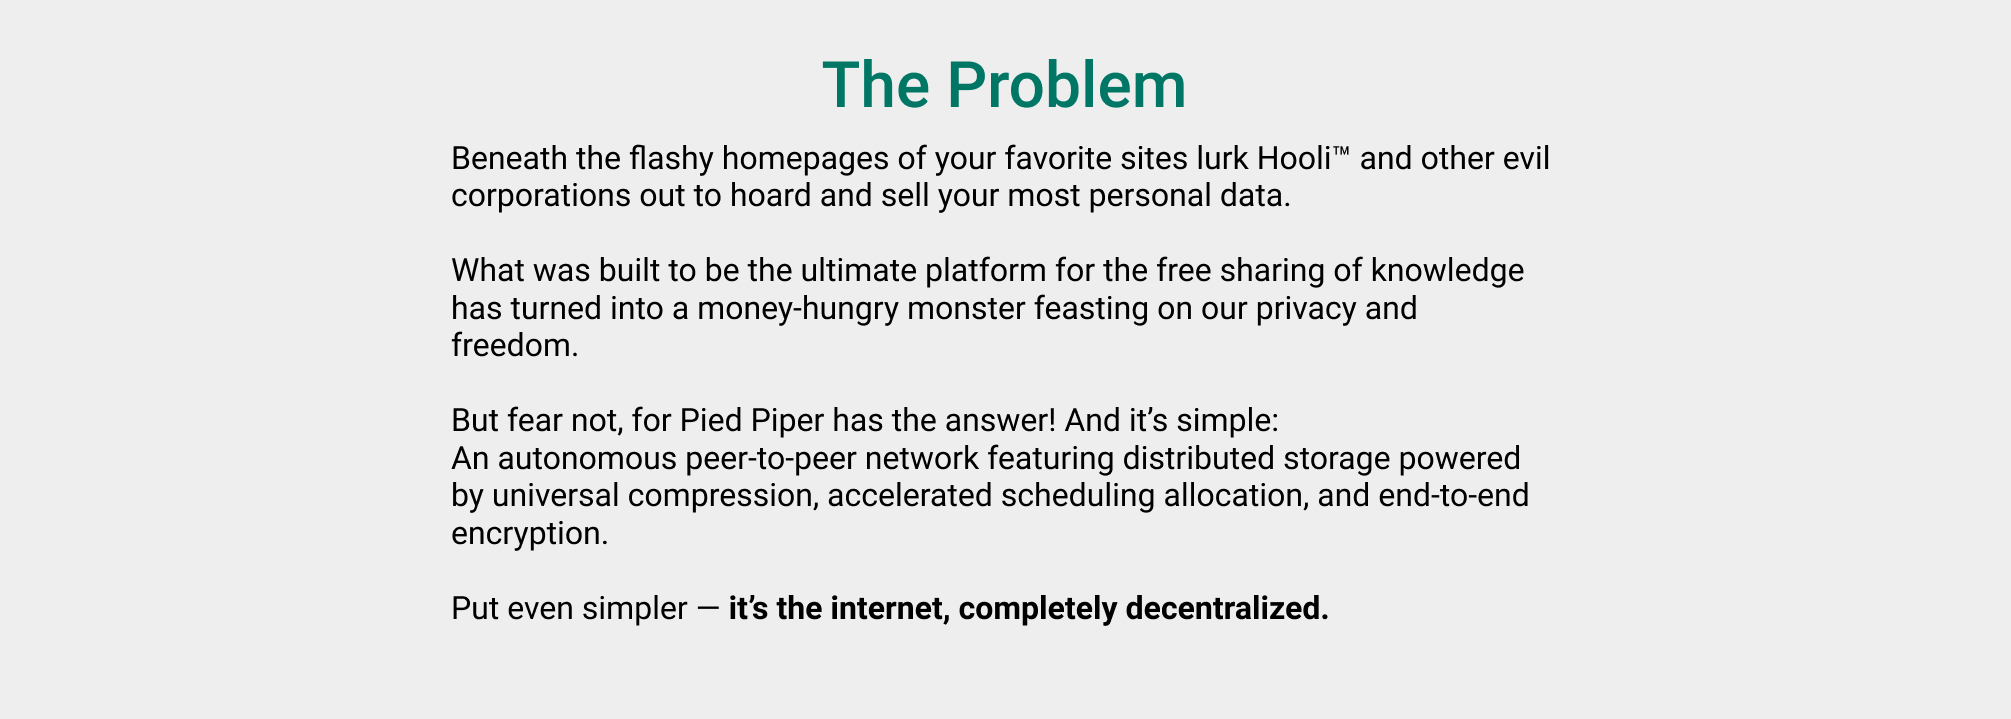 The Problem
Beneath the flashy homepages of your favorite sites lurk Hooli™ and other evil
corporations out to hoard and sell your most personal data.
What was built to be the ultimate platform for the free sharing of knowledge
has turned into a money-hungry monster feasting on our privacy and
freedom.
But fear not, for Pied Piper has the answer! And it’s simple:
An autonomous peer-to-peer network featuring distributed storage powered
by universal compression, accelerated scheduling allocation, and end-to-end
encryption.
Put even simpler — it’s the internet, completely decentralized.